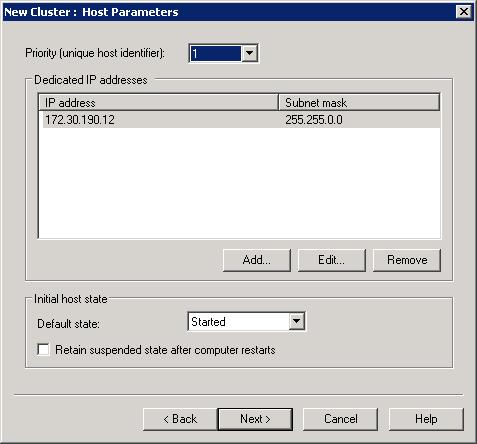 New Cluster : Host Parameters
Priority (unique host identifier): 1
Dedicated IP addresses
IP address Subnet mask
172.30.190.12 255.255.0.0
Add... Edit... Remove
Initial host state
Default state: Started
Retain suspended state after computer restarts
< Back Next > Cancel Help